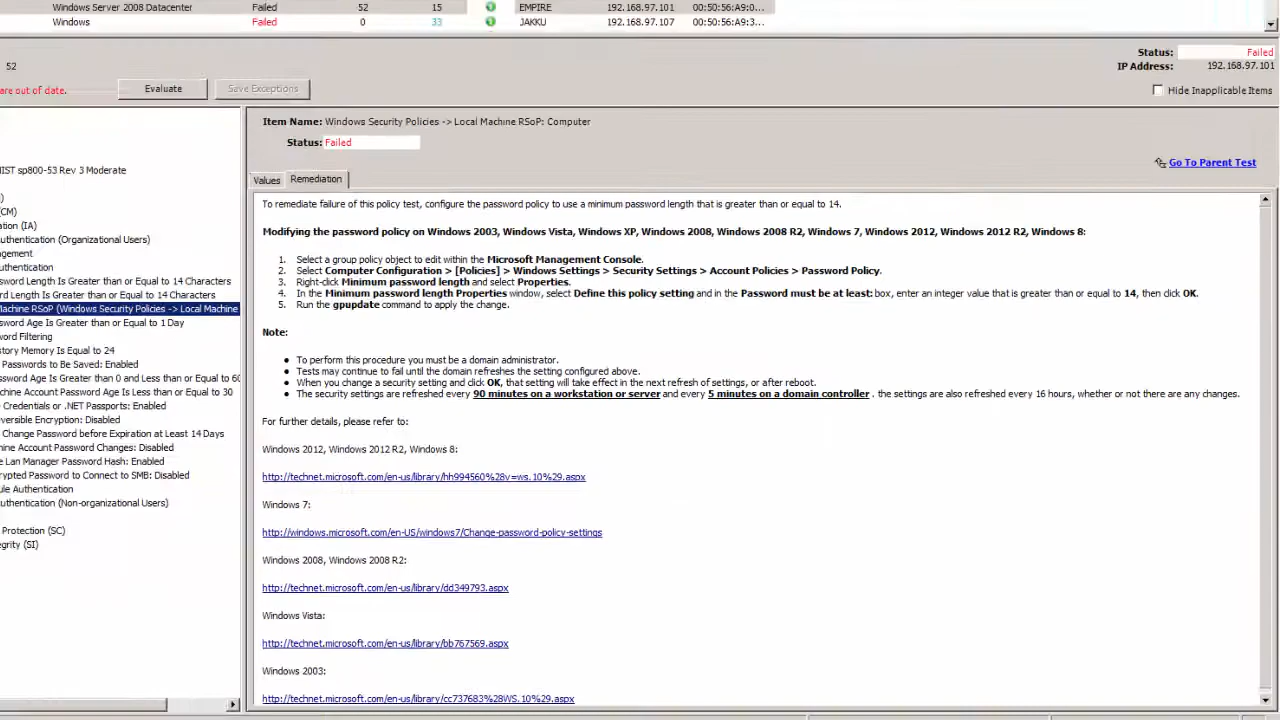 Windows Server 2008 Datacenter Failed 52 15 EMPIRE 192.168.97.101 00:50:56:A9:0...
Windows Failed 0 33 JAKKU 192.168.97.107 00:50:56:A9:3...
Status: Failed
52 IP Address: 192.168.97.101
are out of date. Evaluate Save Exceptions Hide Inapplicable Items
Item Name: Windows Security Policies -> Local Machine RSoP: Computer
Status: Failed
Go To Parent Test
IST sp800-53 Rev 3 Moderate
)
(CM)
ation (IA)
uthentication (Organizational Users)
gement
uthentication
ssword Length Is Greater than or Equal to 14 Characters
rd Length Is Greater than or Equal to 14 Characters
Machine RSoP (Windows Security Policies -> Local Machine
sword Age Is Greater than or Equal to 1 Day
word Filtering
story Memory Is Equal to 24
Passwords to Be Saved: Enabled
ssword Age Is Greater than 0 and Less than or Equal to 60
chine Account Password Age Is Less than or Equal to 30
Credentials or .NET Passports: Enabled
versible Encryption: Disabled
Change Password before Expiration at Least 14 Days
hine Account Password Changes: Disabled
e Lan Manager Password Hash: Enabled
rypted Password to Connect to SMB: Disabled
ule Authentication
uthentication (Non-organizational Users)
Protection (SC)
egrity (SI)
Values Remediation
To remediate failure of this policy test, configure the password policy to use a minimum password length that is greater than or equal to 14.
Modifying the password policy on Windows 2003, Windows Vista, Windows XP, Windows 2008, Windows 2008 R2, Windows 7, Windows 2012, Windows 2012 R2, Windows 8:
1. Select a group policy object to edit within the Microsoft Management Console.
2. Select Computer Configuration > [Policies] > Windows Settings > Security Settings > Account Policies > Password Policy.
3. Right-click Minimum password length and select Properties.
4. In the Minimum password length Properties window, select Define this policy setting and in the Password must be at least: box, enter an integer value that is greater than or equal to 14, then click OK.
5. Run the gpupdate command to apply the change.
Note:
• To perform this procedure you must be a domain administrator.
• Tests may continue to fail until the domain refreshes the setting configured above.
• When you change a security setting and click OK, that setting will take effect in the next refresh of settings, or after reboot.
• The security settings are refreshed every 90 minutes on a workstation or server and every 5 minutes on a domain controller . the settings are also refreshed every 16 hours, whether or not there are any changes.
For further details, please refer to:
Windows 2012, Windows 2012 R2, Windows 8:
http://technet.microsoft.com/en-us/library/hh994560%28v=ws.10%29.aspx
Windows 7:
http://windows.microsoft.com/en-US/windows7/Change-password-policy-settings
Windows 2008, Windows 2008 R2:
http://technet.microsoft.com/en-us/library/dd349793.aspx
Windows Vista:
http://technet.microsoft.com/en-us/library/bb767569.aspx
Windows 2003:
http://technet.microsoft.com/en-us/library/cc737683%28WS.10%29.aspx